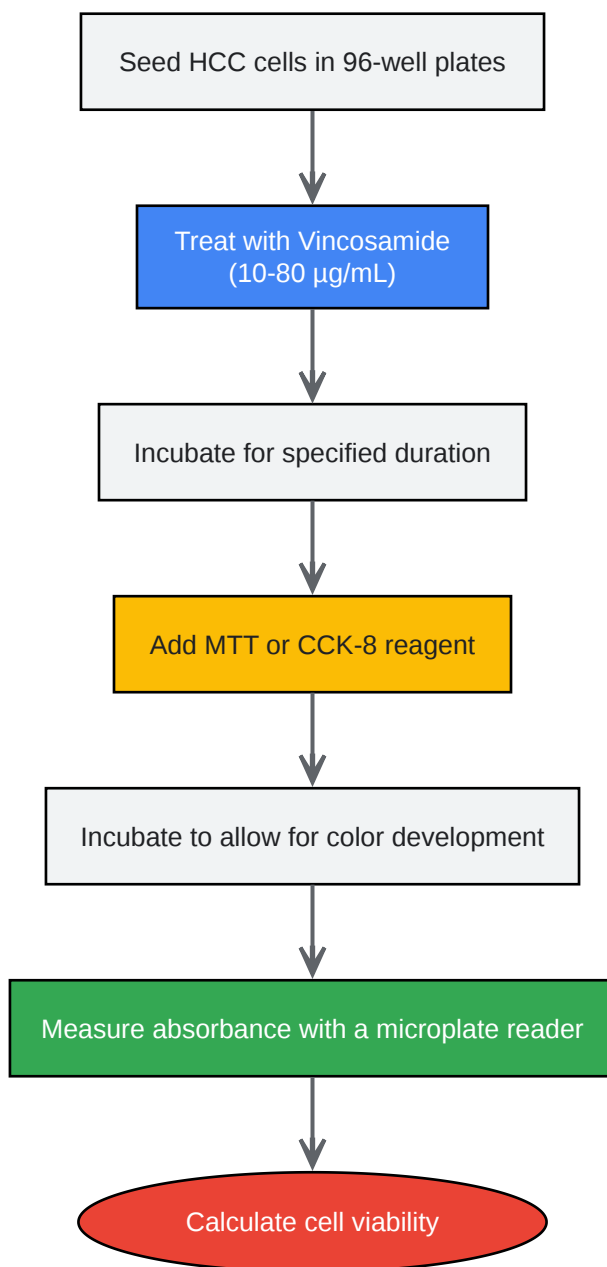 Seed HCC cells in 96-well plates
Treat with Vincosamide
(10-80 µg/mL)
Incubate for specified duration
Add MTT or CCK-8 reagent
Incubate to allow for color development
Measure absorbance with a microplate reader
Calculate cell viability